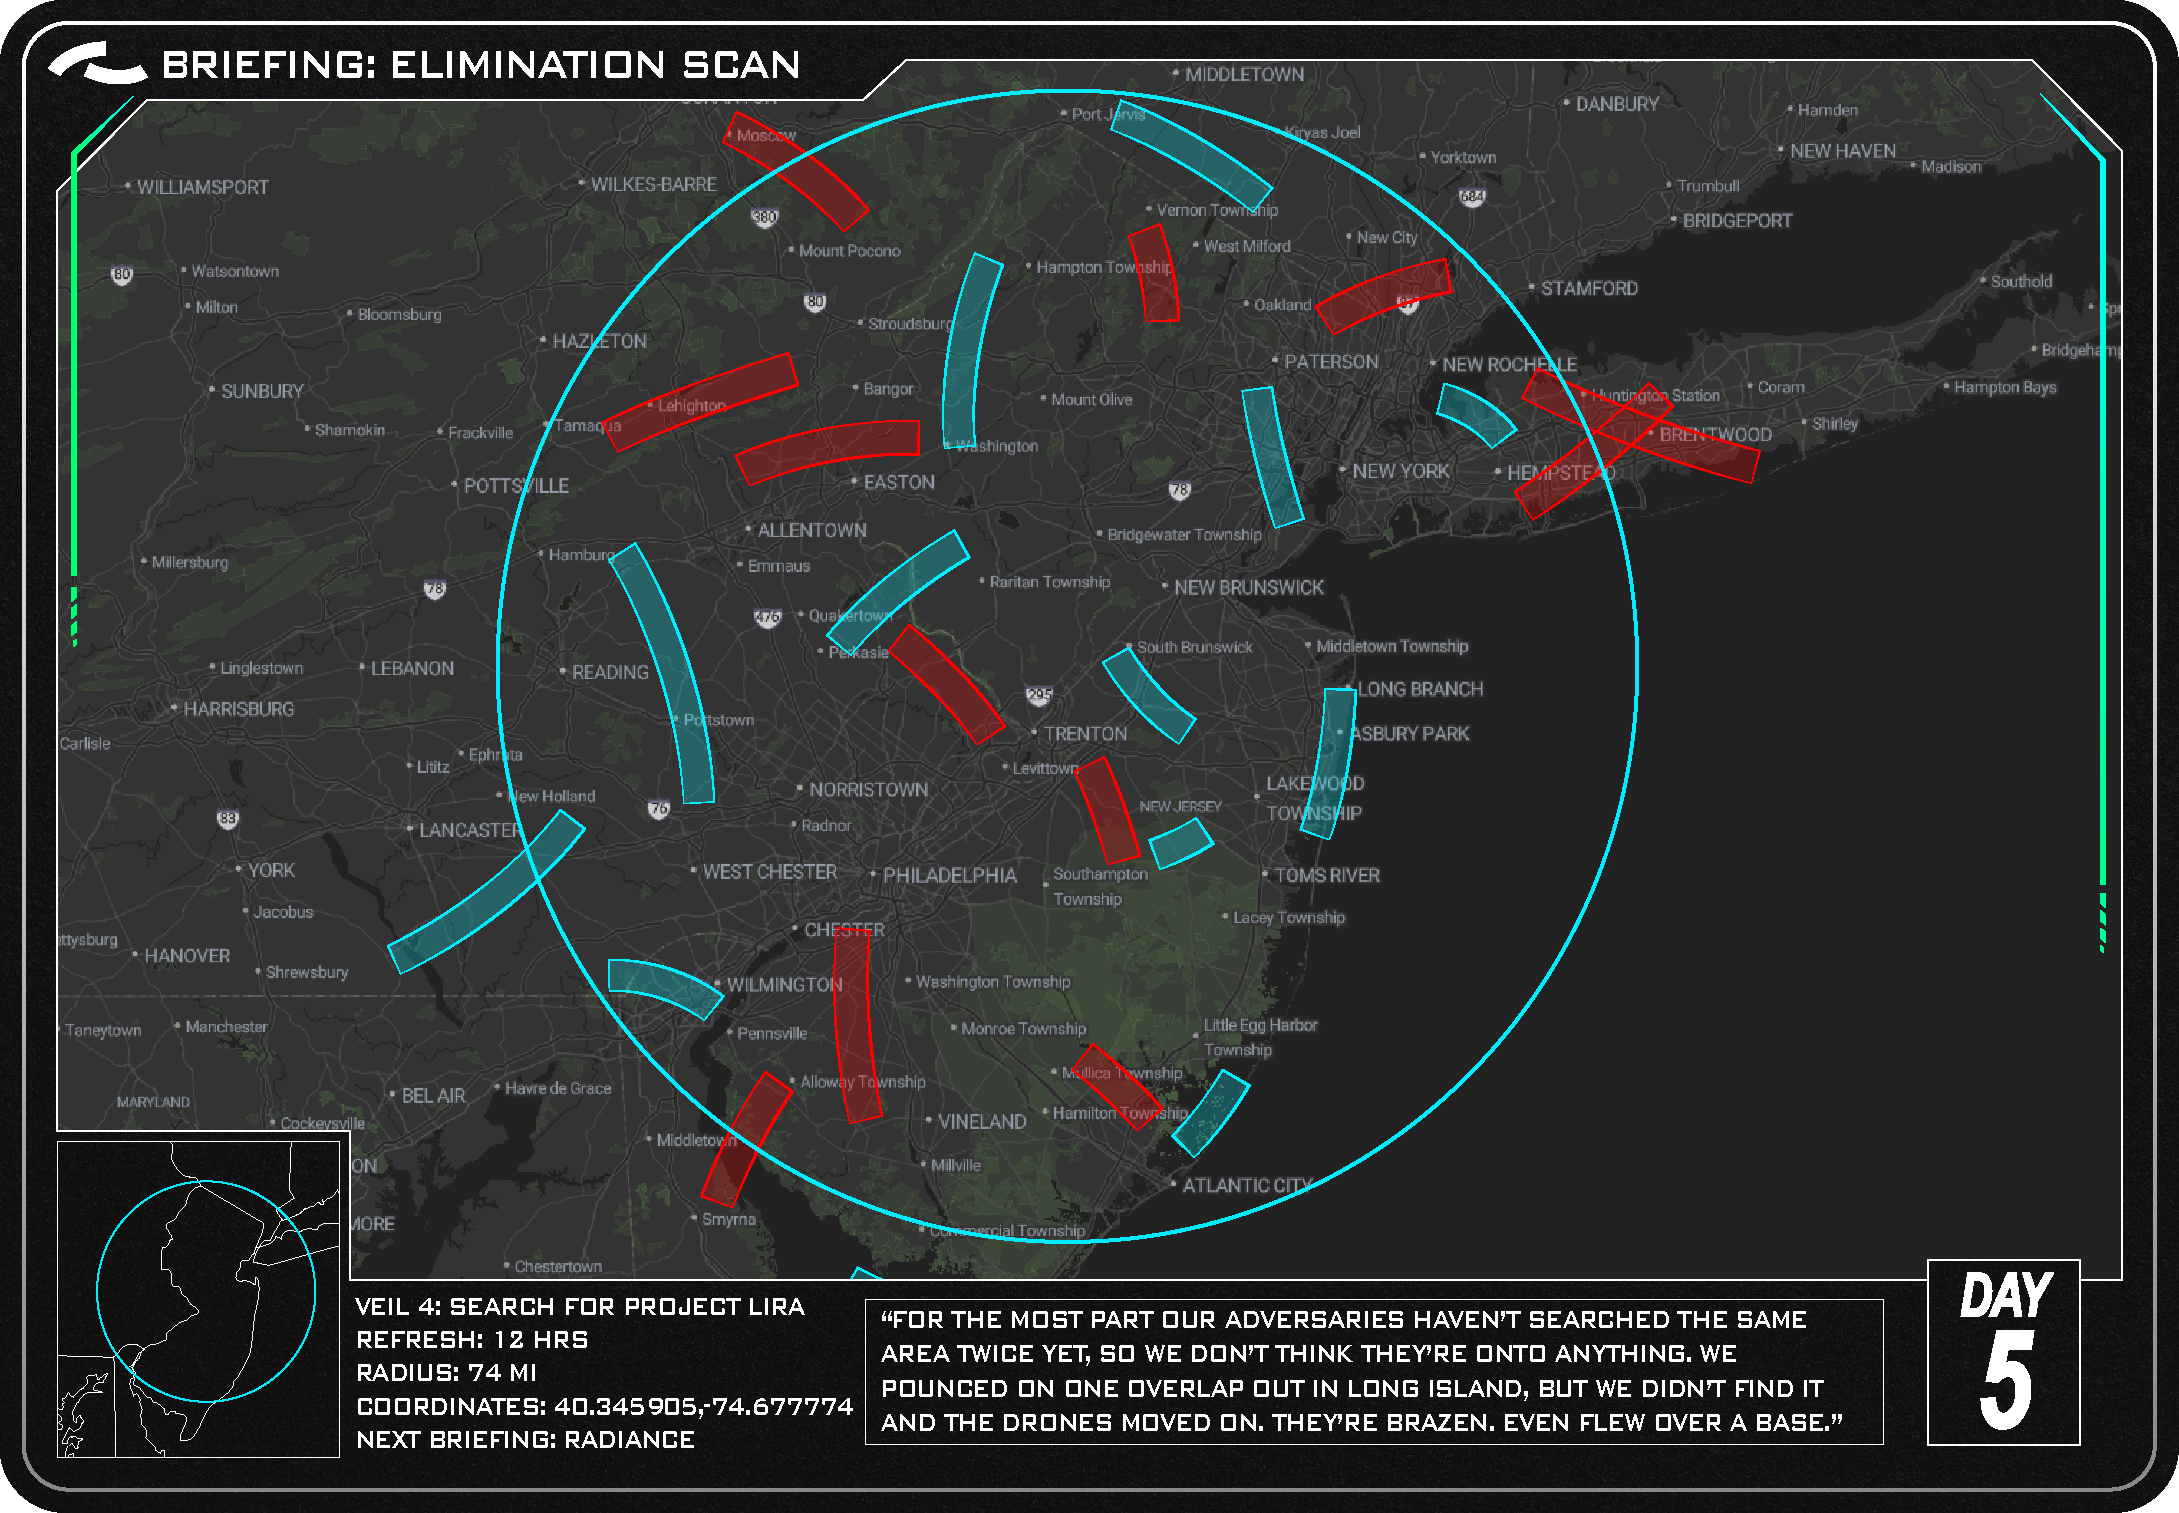 BRIEFING: ELIMINATION SCAN
MIDDLETOWN
DANBURY
Hamden
Port Jervis
Moscow
Kiryas Joel
Yorktown
NEW HAVEN
Madison
WILLIAMSPORT
WILKES-BARRE
Trumbull
684
Vernon Township
380
BRIDGEPORT
New City
West Milford
Mount Pocono
80
Watsontown
Hampton Township
Southold
STAMFORD
80
Milton
Bloomsburg
Oakland
87
Stroudsburg
HAZLETON
Bridgehamp
PATERSON
NEW ROCHELLE
SUNBURY
Bangor
Mount Olive
Huntington Station
Coram
Hampton Bays
Lehighton
Tamaqua
Shamokin
Frackville
BRENTWOOD
Shirley
Washington
NEW YORK
HEMPSTEAD
POTTSVILLE
EASTON
78
ALLENTOWN
Bridgewater Township
Hamburg
Millersburg
Emmaus
78
Raritan Township
NEW BRUNSWICK
476
Quakertown
Perkasie
South Brunswick
Middletown Township
Linglestown
LEBANON
READING
295
LONG BRANCH
HARRISBURG
Pottstown
Carlisle
TRENTON
ASBURY PARK
Ephrata
Lititz
Levittown
New Holland
NORRISTOWN
LAKEWOOD
TOWNSHIP
NEW JERSEY
76
83
LANCASTER
Radnor
YORK
WEST CHESTER
PHILADELPHIA
Southampton
Township
TOMS RIVER
Jacobus
Lacey Township
CHESTER
ettysburg
HANOVER
Shrewsbury
WILMINGTON
Washington Township
Taneytown
Manchester
Pennsville
Monroe Township
Little Egg Harbor
Township
Mullica Township
Alloway Township
Havre de Grace
BEL AIR
MARYLAND
Hamilton Township
Cockeysville
VINELAND
Middletown
Millville
ON
ATLANTIC CITY
Smyrna
MORE
Commercial Township
Chestertown
VEIL 4: SEARCH FOR PROJECT LIRA
REFRESH: 12 HRS
RADIUS: 74 MI
COORDINATES: 40.345905,-74.677774
NEXT BRIEFING: RADIANCE
“FOR THE MOST PART OUR ADVERSARIES HAVEN’T SEARCHED THE SAME
AREA TWICE YET, SO WE DON’T THINK THEY’RE ONTO ANYTHING. WE
POUNCED ON ONE OVERLAP OUT IN LONG ISLAND, BUT WE DIDN’T FIND IT
AND THE DRONES MOVED ON. THEY’RE BRAZEN. EVEN FLEW OVER A BASE.”
DAY
5